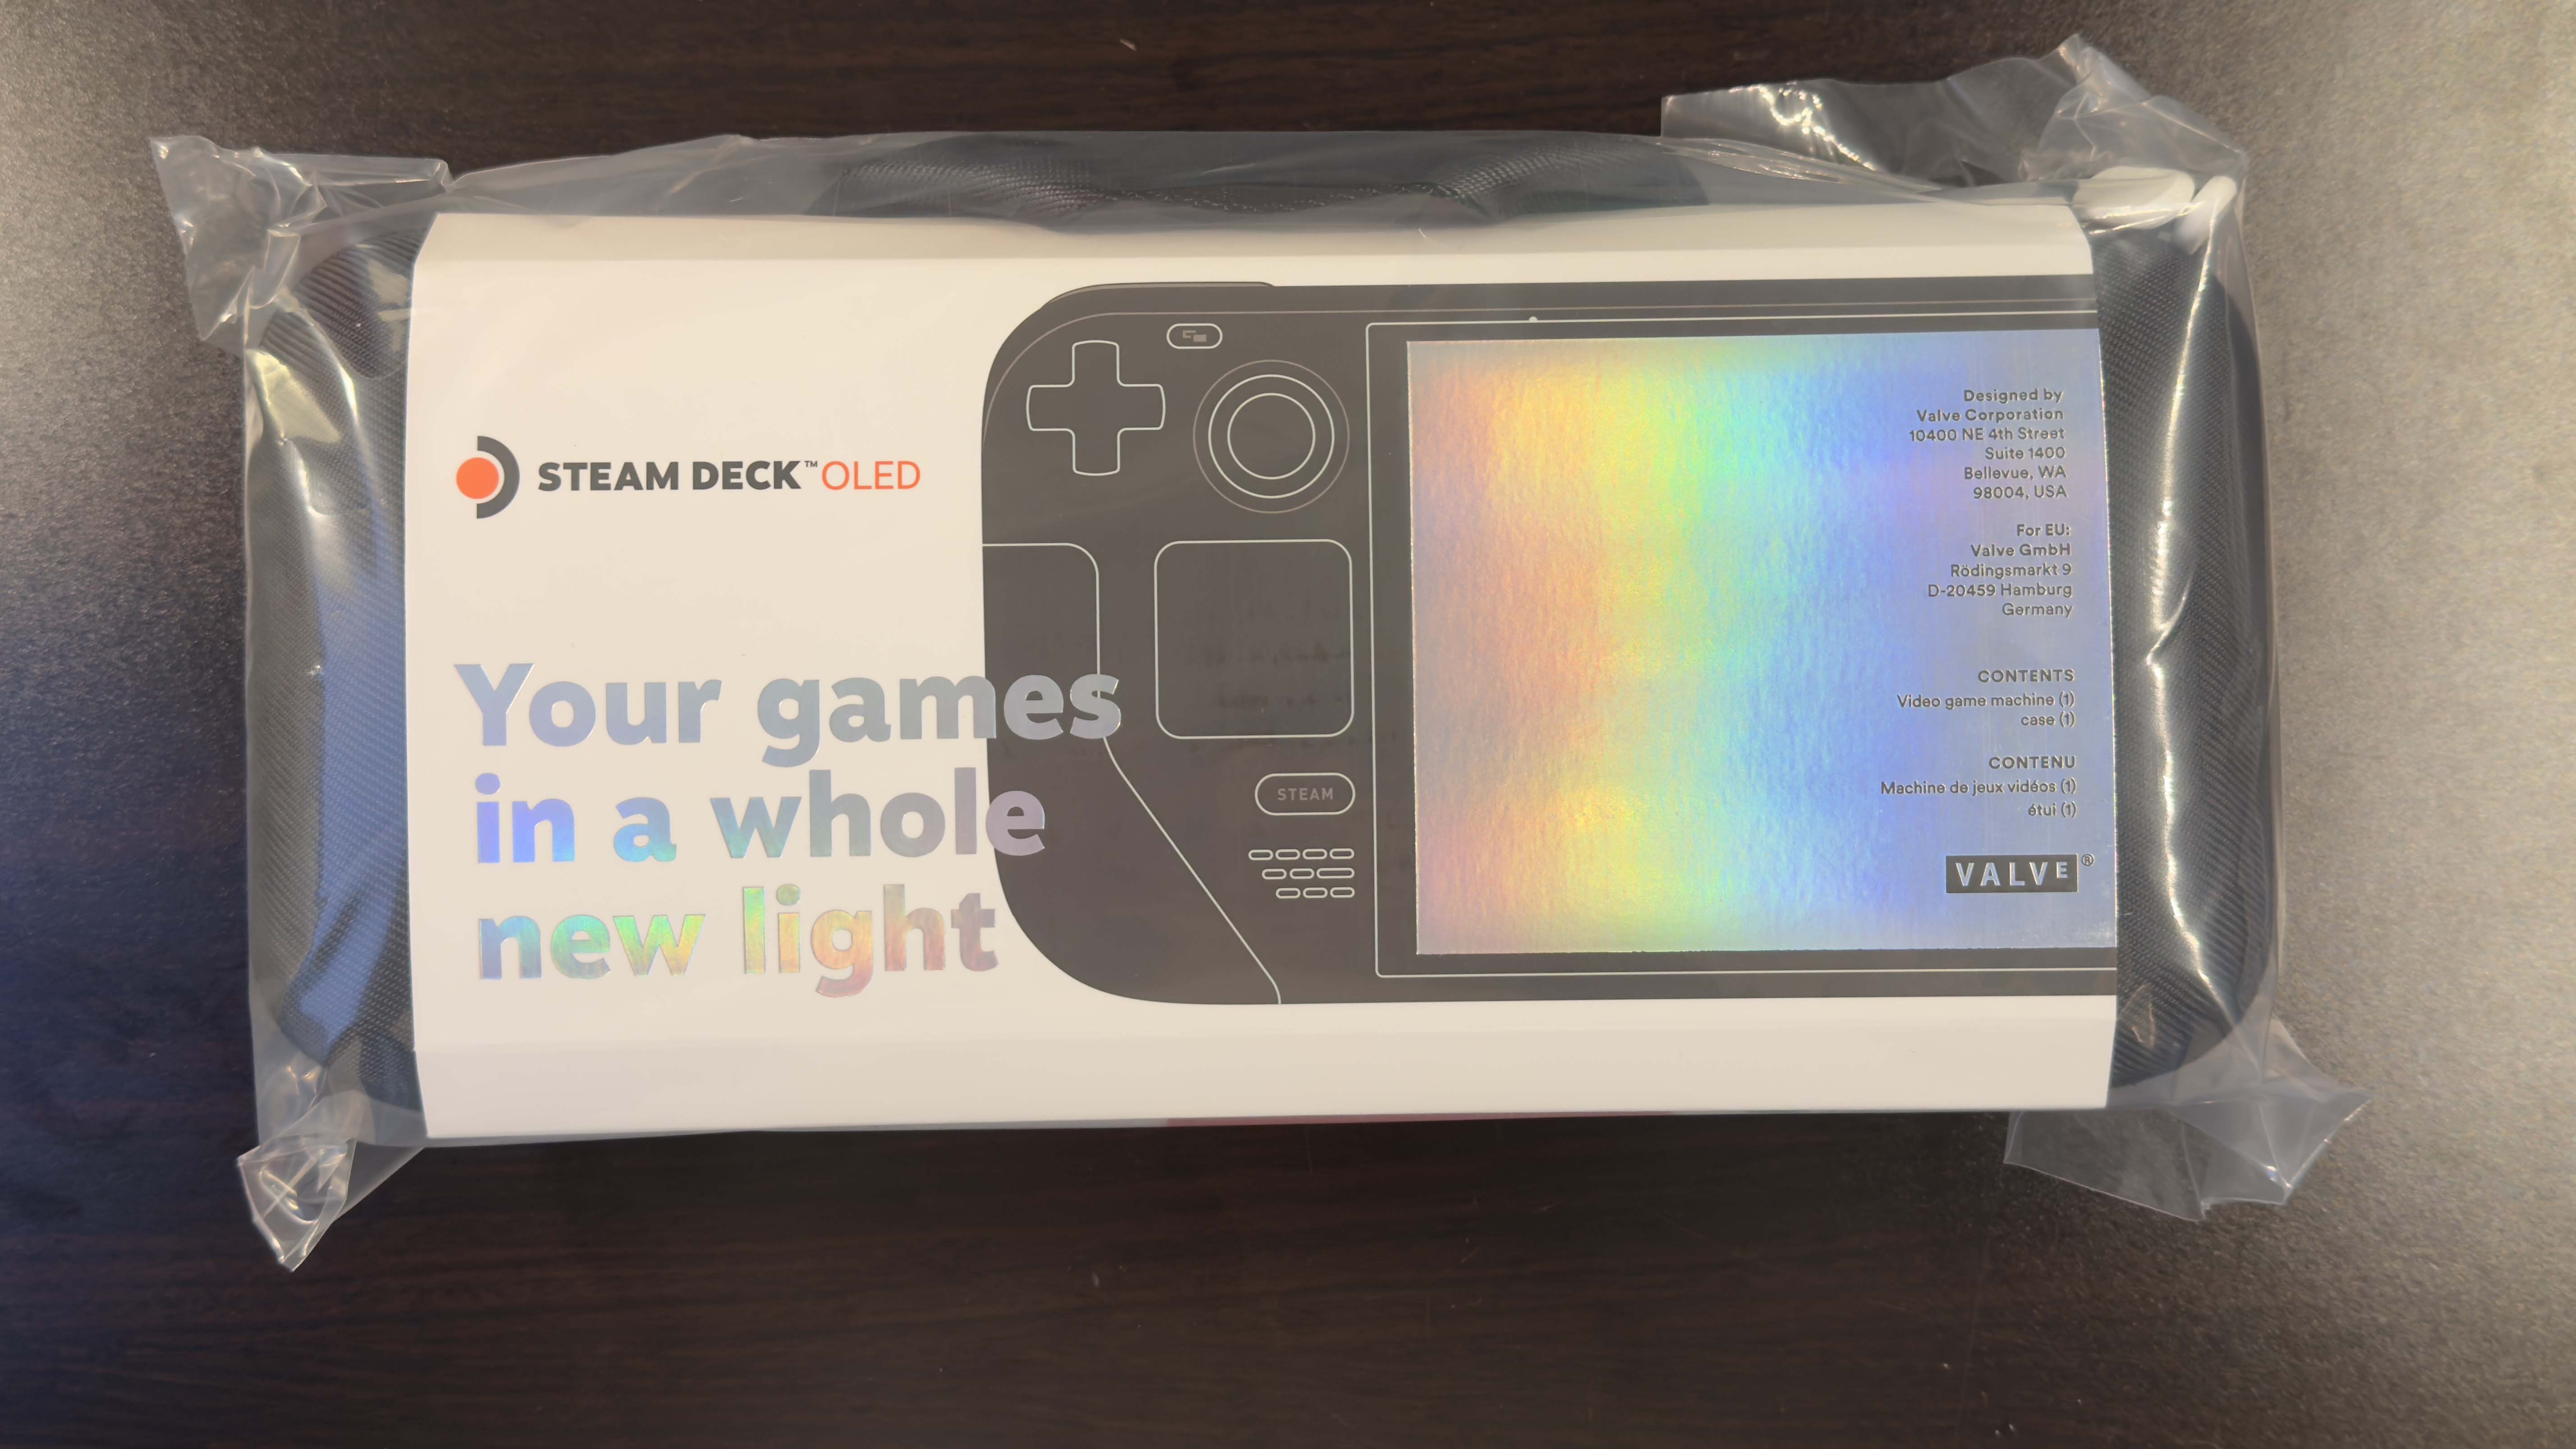 STEAM DECK™ OLED
Your games
in a whole
new light
STEAM
Designed by
Valve Corporation
10400 NE 4th Street
Suite 1400
Bellevue, WA
98004, USA
For EU:
Valve GmbH
Rödingsmarkt 9
D-20459 Hamburg
Germany
CONTENTS
Video game machine (1)
case (1)
CONTENU
Machine de jeux vidéos (1)
étui (1)
VALVE®